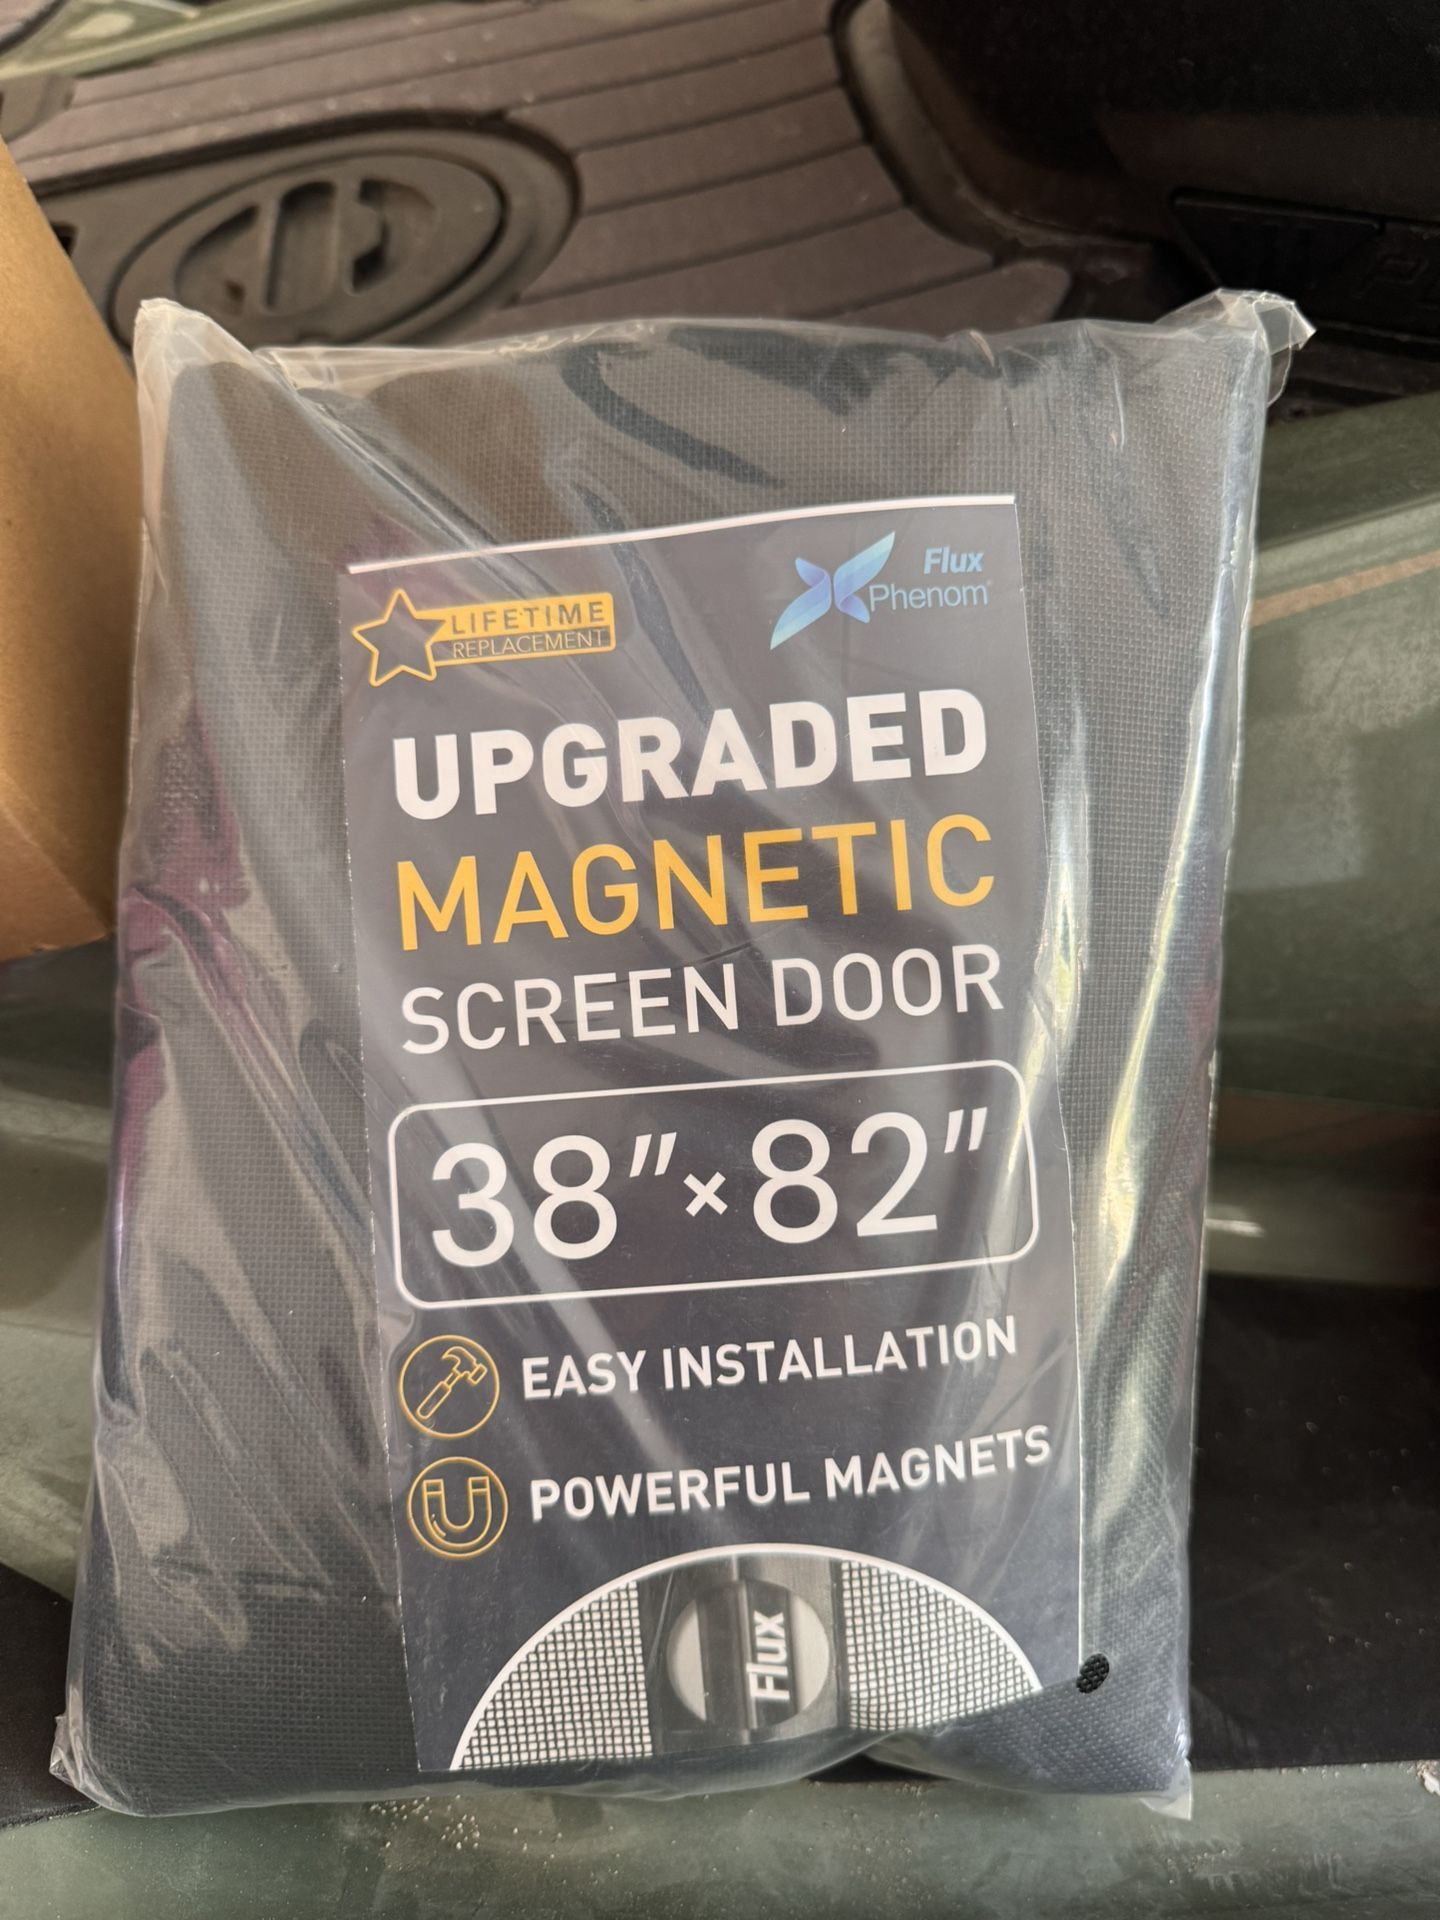 LIFETIME
REPLACEMENT
Flux
Phenom®
UPGRADED
MAGNETIC
SCREEN DOOR
38"×82"
EASY INSTALLATION
POWERFUL MAGNETS
Flux